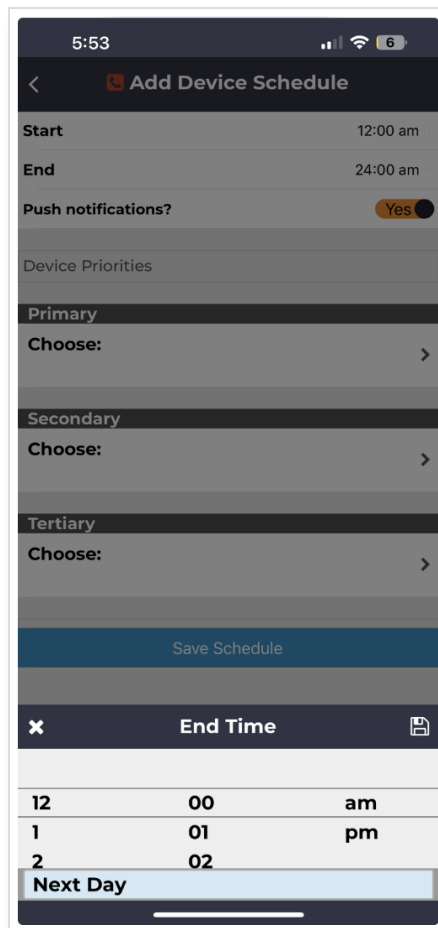 5:53 6
Add Device Schedule
Start 12:00 am
End 24:00 am
Push notifications? Yes
Device Priorities
Primary
Choose:
Secondary
Choose:
Tertiary
Choose:
Save Schedule
End Time
12 00 am
1 01 pm
2 02
Next Day